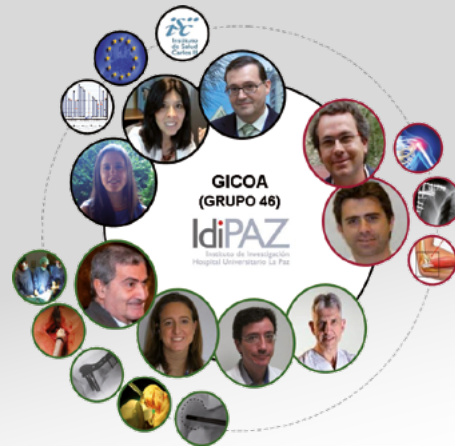 Instituto
de Salud
Carlos III
GICOA
(GRUPO 46)
IdiPAZ
Instituto de Investigación
Hospital Universitario La Paz